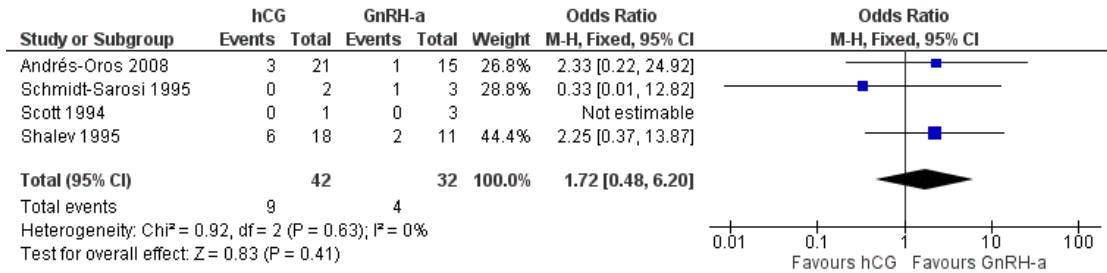 hCG GnRH-a Odds Ratio Odds Ratio
Study or Subgroup Events Total Events Total Weight M-H, Fixed, 95% CI M-H, Fixed, 95% CI
Andrés-Oros 2008 3 21 1 15 26.8% 2.33 [0.22, 24.92]
Schmidt-Sarosi 1995 0 2 1 3 28.8% 0.33 [0.01, 12.82]
Scott 1994 0 1 0 3 Not estimable
Shalev 1995 6 18 2 11 44.4% 2.25 [0.37, 13.87]
Total (95% CI) 42 32 100.0% 1.72 [0.48, 6.20]
Total events 9 4
Heterogeneity: Chi² = 0.92, df = 2 (P = 0.63); I² = 0%
Test for overall effect: Z = 0.83 (P = 0.41)
0.01 0.1 1 10 100
Favours hCG Favours GnRH-a